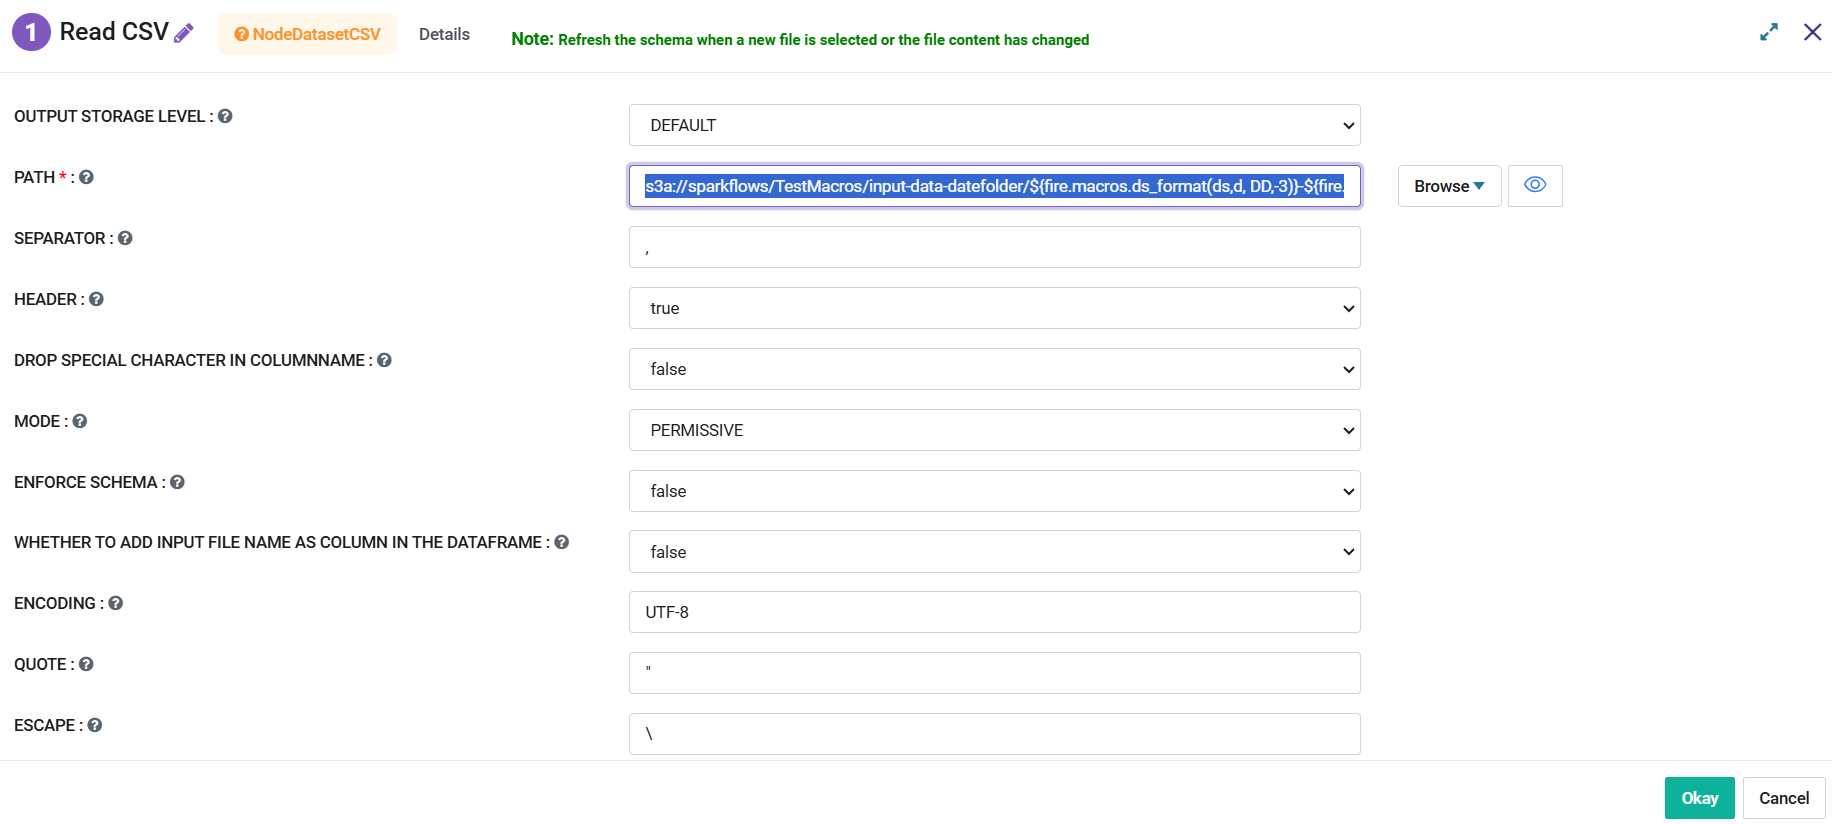 1 Read CSV NodeDatasetCSV Details Note: Refresh the schema when a new file is selected or the file content has changed
OUTPUT STORAGE LEVEL : DEFAULT
PATH * : s3a://sparkflows/TestMacros/input-data-datefolder/${fire.macros.ds_format(ds,d, DD,-3)}-${fire. Browse
SEPARATOR : ,
HEADER : true
DROP SPECIAL CHARACTER IN COLUMNNAME : false
MODE : PERMISSIVE
ENFORCE SCHEMA : false
WHETHER TO ADD INPUT FILE NAME AS COLUMN IN THE DATAFRAME : false
ENCODING : UTF-8
QUOTE : "
ESCAPE : \
Okay Cancel